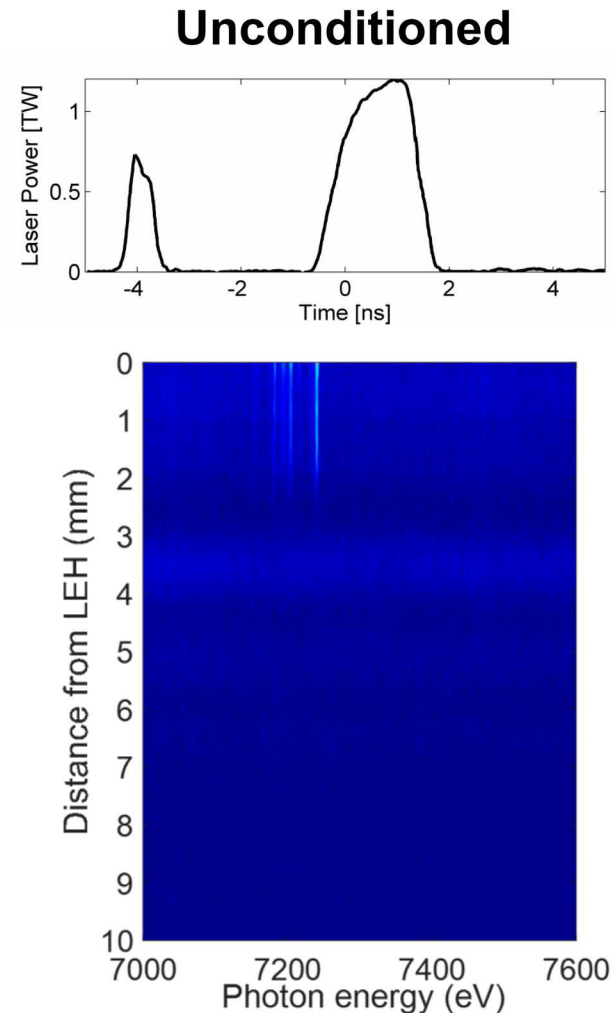 Unconditioned
Laser Power [TW]
1
0.5
0
-4 -2 0 2 4
Time [ns]
Distance from LEH (mm)
0
1
2
3
4
5
6
7
8
9
10
7000 7200 7400 7600
Photon energy (eV)